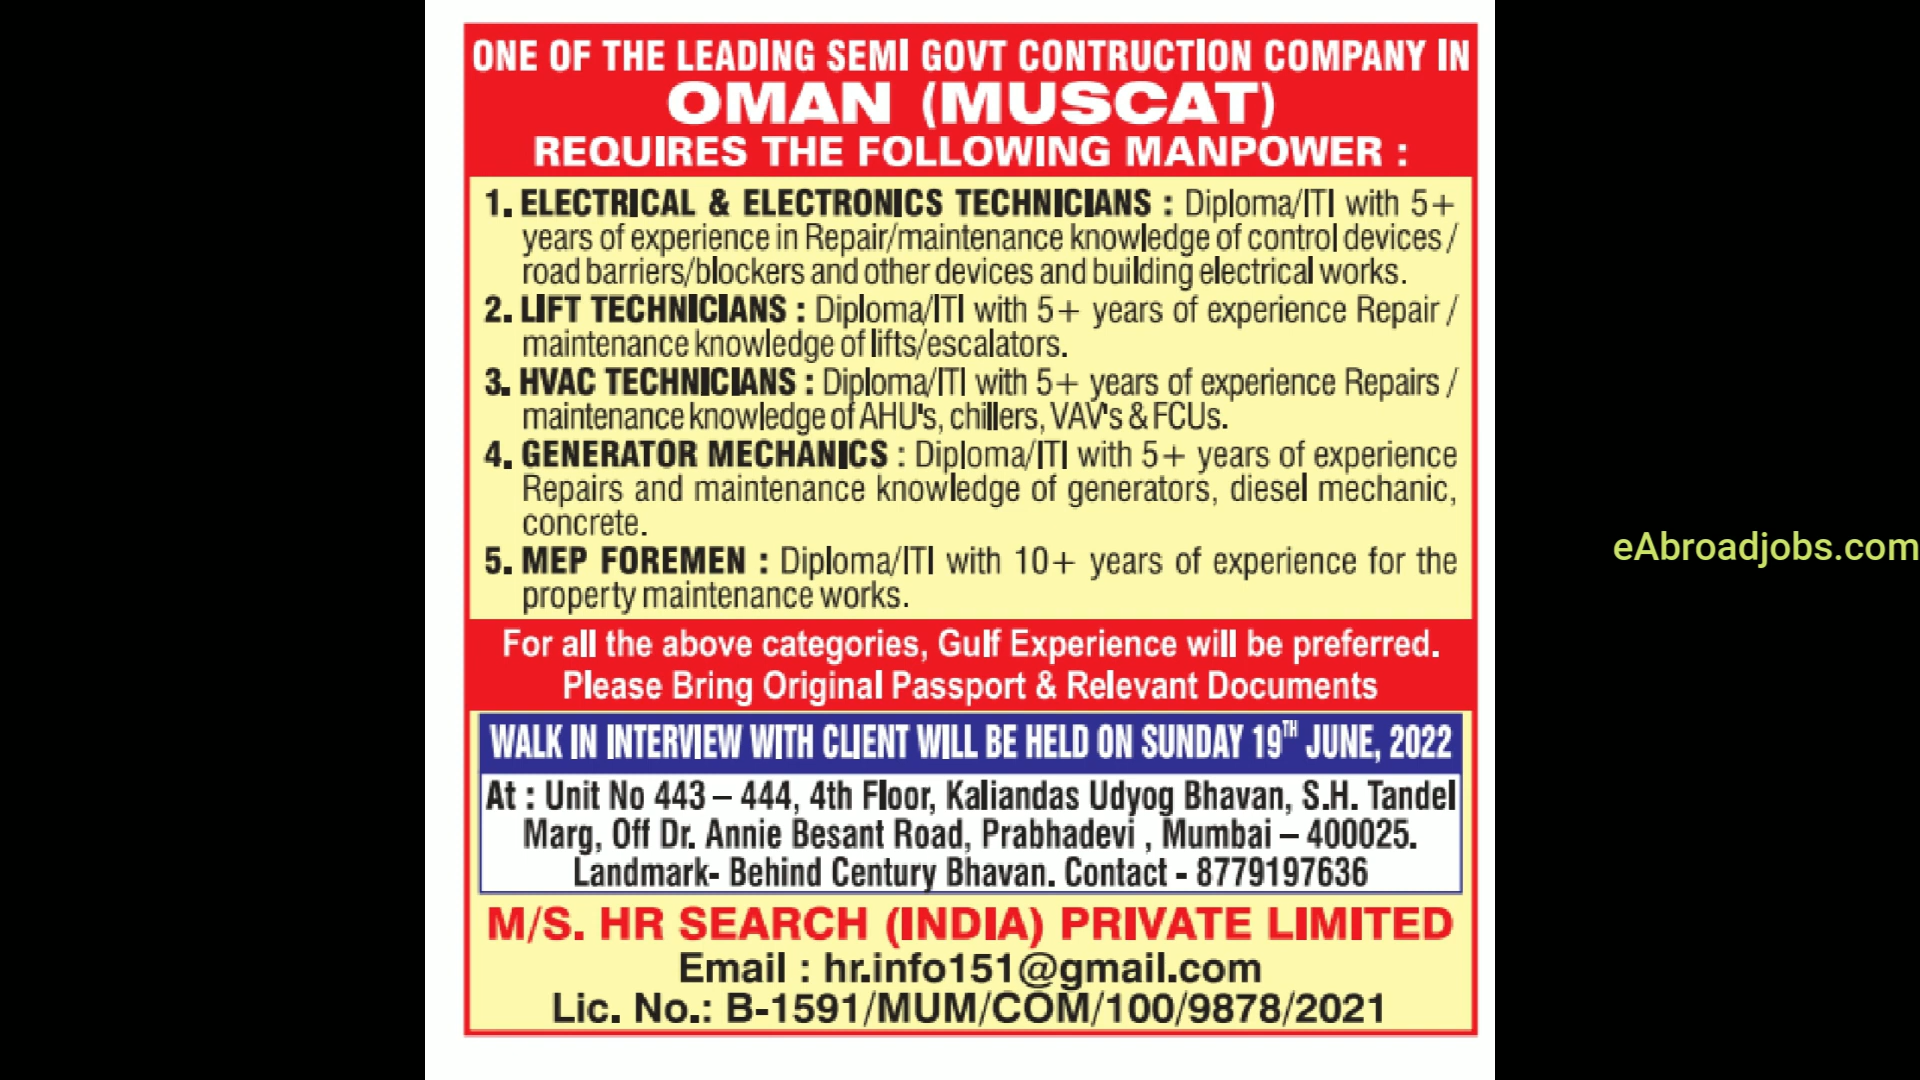 ONE OF THE LEADING SEMI GOVT CONTRUCTION COMPANY IN
OMAN (MUSCAT)
REQUIRES THE FOLLOWING MANPOWER :
1. ELECTRICAL & ELECTRONICS TECHNICIANS : Diploma/ITI with 5+
years of experience in Repair/maintenance knowledge of control devices /
road barriers/blockers and other devices and building electrical works.
2. LIFT TECHNICIANS : Diploma/ITI with 5+ years of experience Repair /
maintenance knowledge of lifts/escalators.
3. HVAC TECHNICIANS : Diploma/ITI with 5+ years of experience Repairs /
maintenance knowledge of AHU's, chillers, VAV's & FCUs.
4. GENERATOR MECHANICS : Diploma/ITI with 5+ years of experience
Repairs and maintenance knowledge of generators, diesel mechanic,
concrete.
5. MEP FOREMEN : Diploma/ITI with 10+ years of experience for the
property maintenance works.
For all the above categories, Gulf Experience will be preferred.
Please Bring Original Passport & Relevant Documents
WALK IN INTERVIEW WITH CLIENT WILL BE HELD ON SUNDAY 19TH JUNE, 2022
At : Unit No 443 – 444, 4th Floor, Kaliandas Udyog Bhavan, S.H. Tandel
Marg, Off Dr. Annie Besant Road, Prabhadevi , Mumbai – 400025.
Landmark- Behind Century Bhavan. Contact - 8779197636
M/S. HR SEARCH (INDIA) PRIVATE LIMITED
Email : hr.info151@gmail.com
Lic. No.: B-1591/MUM/COM/100/9878/2021
eAbroadjobs.com